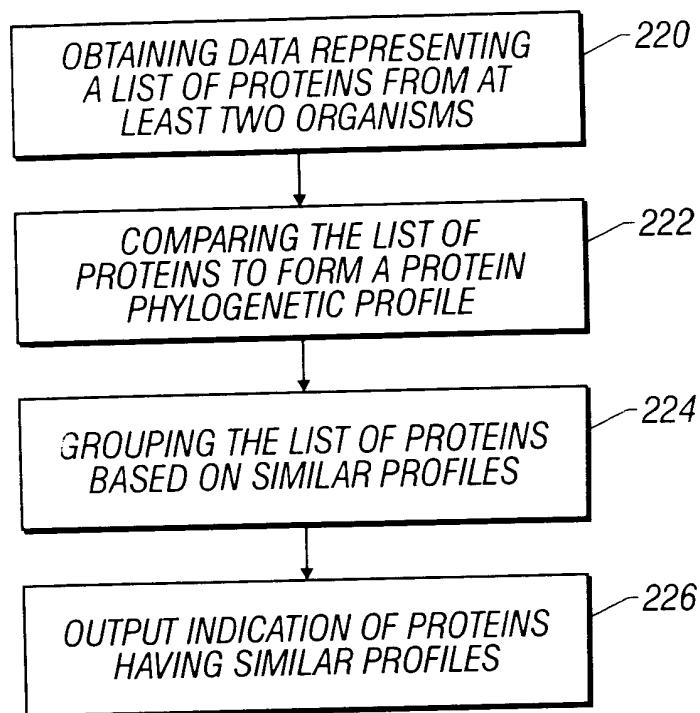 OBTAINING DATA REPRESENTING
A LIST OF PROTEINS FROM AT
LEAST TWO ORGANISMS
220
COMPARING THE LIST OF
PROTEINS TO FORM A PROTEIN
PHYLOGENETIC PROFILE
222
GROUPING THE LIST OF PROTEINS
BASED ON SIMILAR PROFILES
224
OUTPUT INDICATION OF PROTEINS
HAVING SIMILAR PROFILES
226